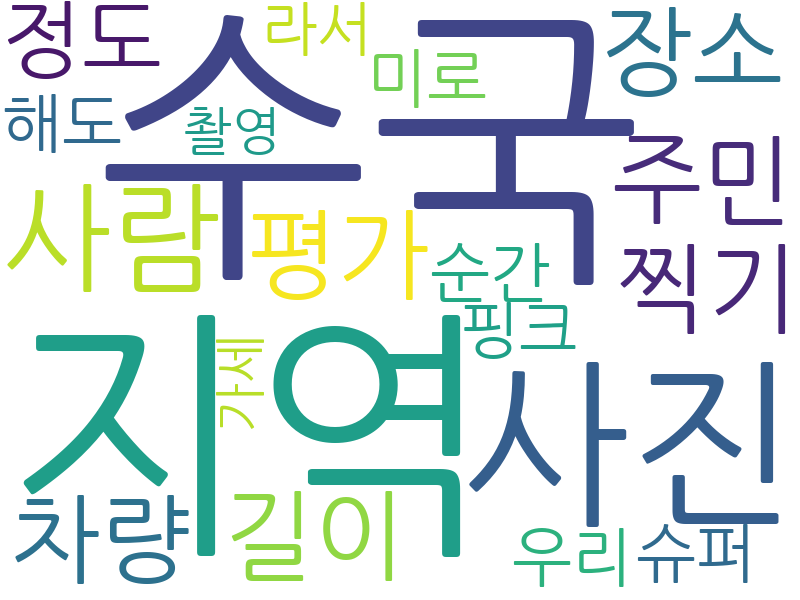 정도
수국
라서
미로
장소
해도
촬영
주민
사람
평가
순간
찍기
핑크
지역
가세
사진
차량
길이
우리
슈퍼